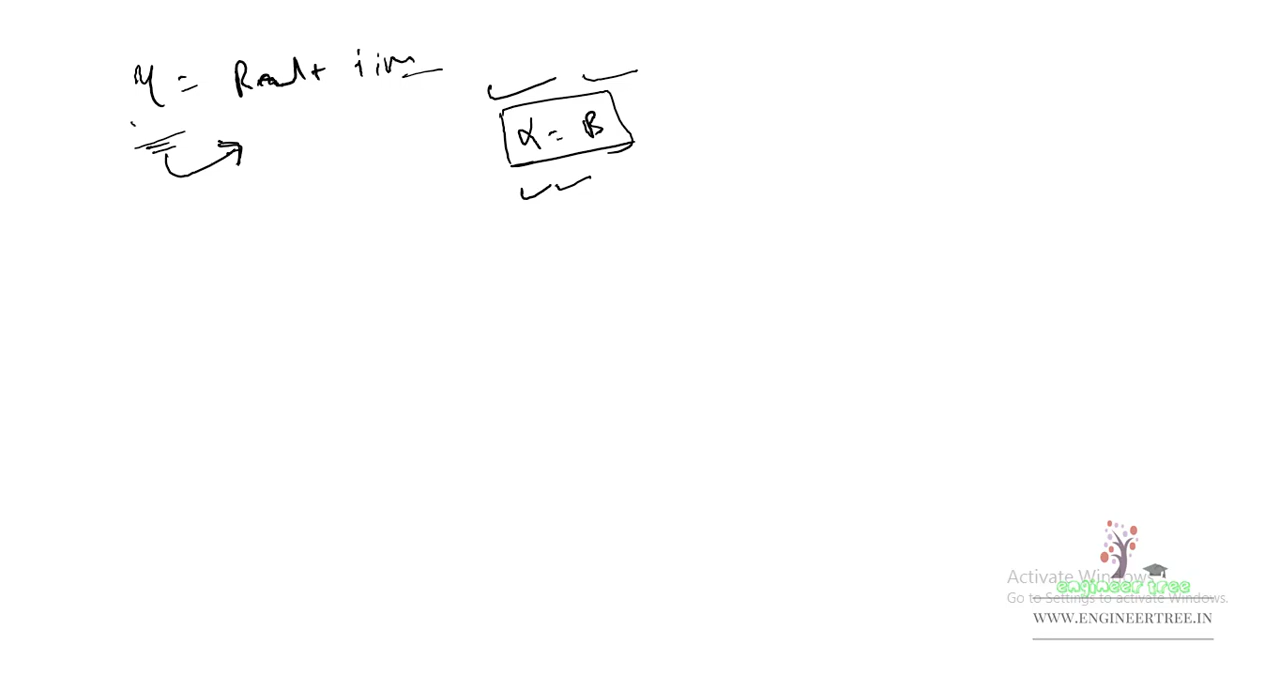 η = Real + i im
α = β
Activate Windows
engineer tree
Go to Settings to activate Windows.
WWW.ENGINEERTREE.IN